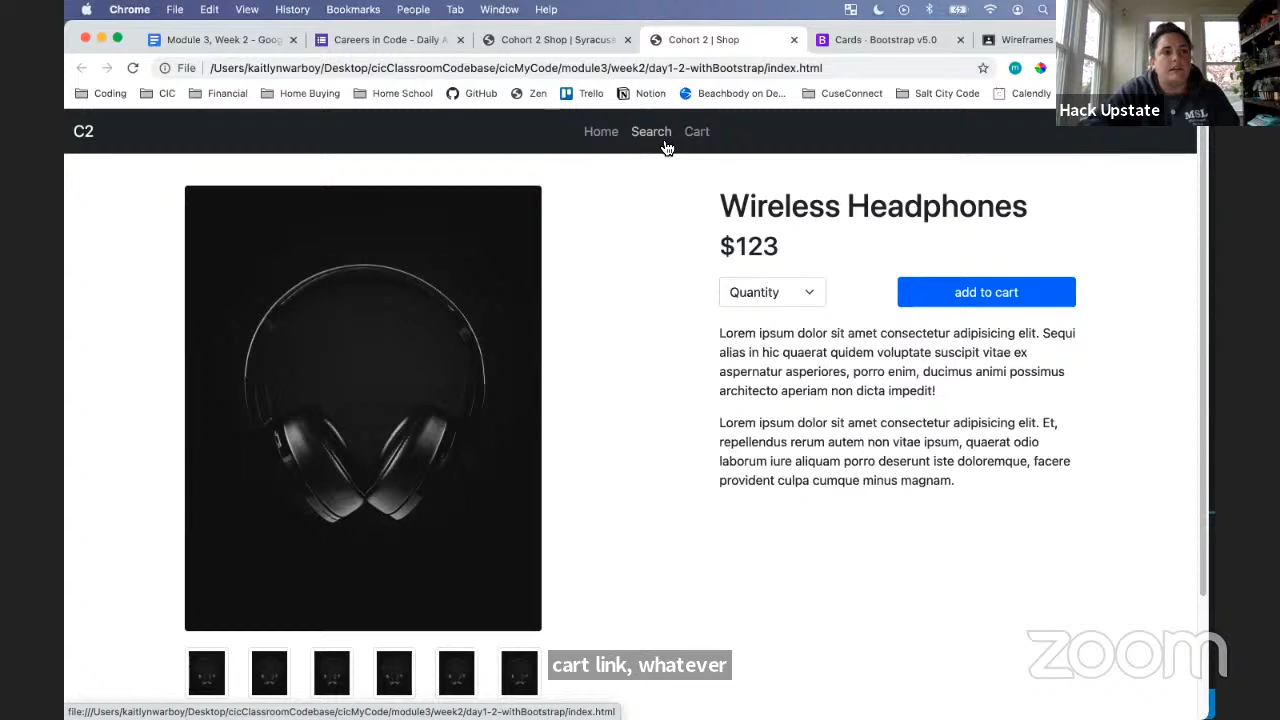 Chrome File Edit View History Bookmarks People Tab Window Help
Module 3, Week 2 - Goog
Careers in Code - Daily A
Cohort 2 Shop | Syracus
Cohort 2 | Shop
Cards · Bootstrap v5.0
Wireframes
File /Users/kaitlynwarboy/Desktop/cicClassroomCodebase/cicMyCode/module3/week2/day1-2-withBootstrap/index.html
Coding CIC Financial Home Buying Home School GitHub Zen Trello Notion Beachbody on De... CuseConnect Salt City Code Calendly
Hack Upstate
MSL
C2
Home Search Cart
Wireless Headphones
$123
Quantity
add to cart
Lorem ipsum dolor sit amet consectetur adipisicing elit. Sequi
alias in hic quaerat quidem voluptate suscipit vitae ex
aspernatur asperiores, porro enim, ducimus animi possimus
architecto aperiam non dicta impedit!
Lorem ipsum dolor sit amet consectetur adipisicing elit. Et,
repellendus rerum autem non vitae ipsum, quaerat odio
laborum iure aliquam porro deserunt iste doloremque, facere
provident culpa cumque minus magnam.
cart link, whatever
zoom
file:///Users/kaitlynwarboy/Desktop/cicClassroomCodebase/cicMyCode/module3/week2/day1-2-withBootstrap/index.html